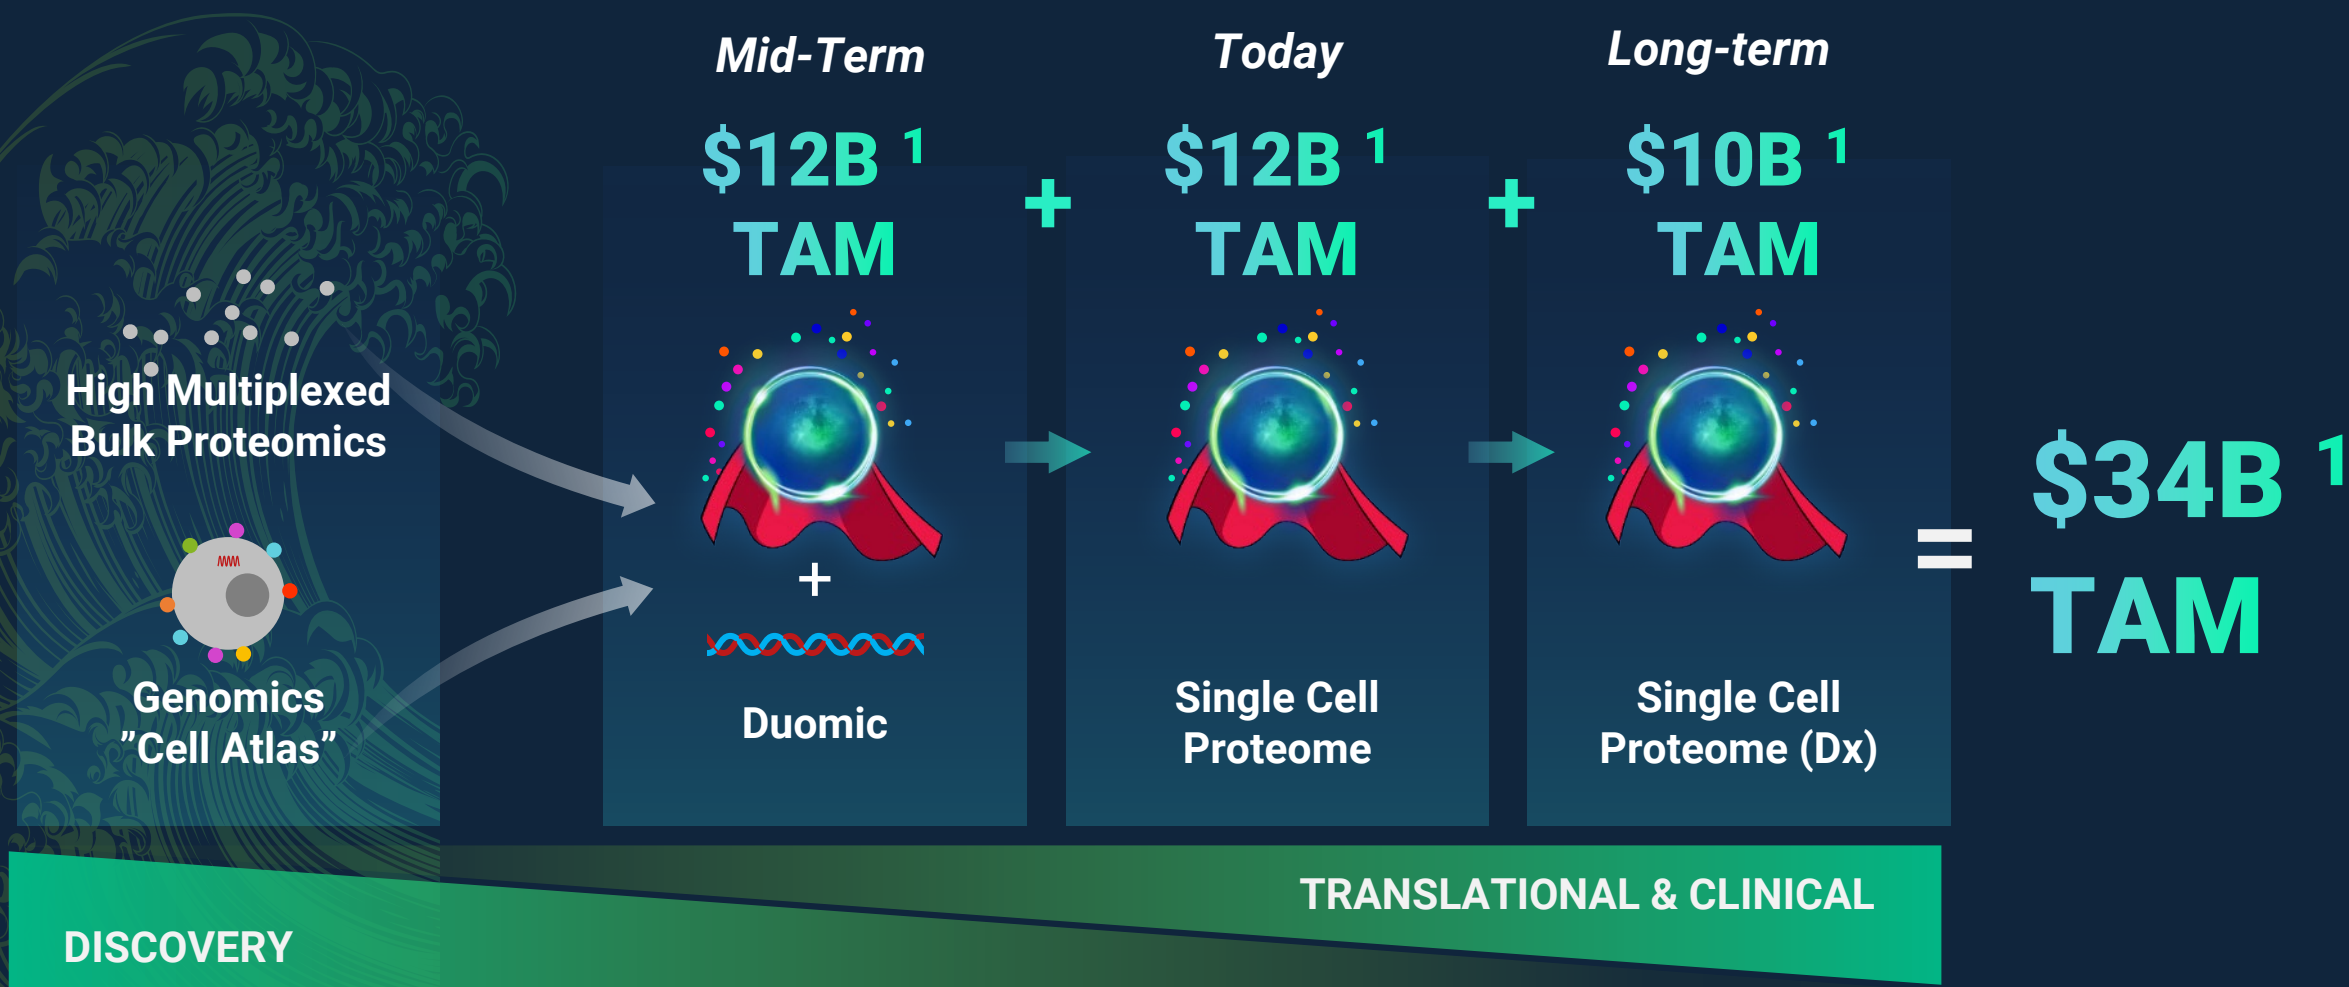 Mid-Term
Today
Long-term
$12B 1
TAM
+
$12B 1
TAM
+
$10B 1
TAM
High Multiplexed
Bulk Proteomics
Genomics
”Cell Atlas”
+
Duomic
Single Cell
Proteome
Single Cell
Proteome (Dx)
=
$34B 1
TAM
TRANSLATIONAL & CLINICAL
DISCOVERY